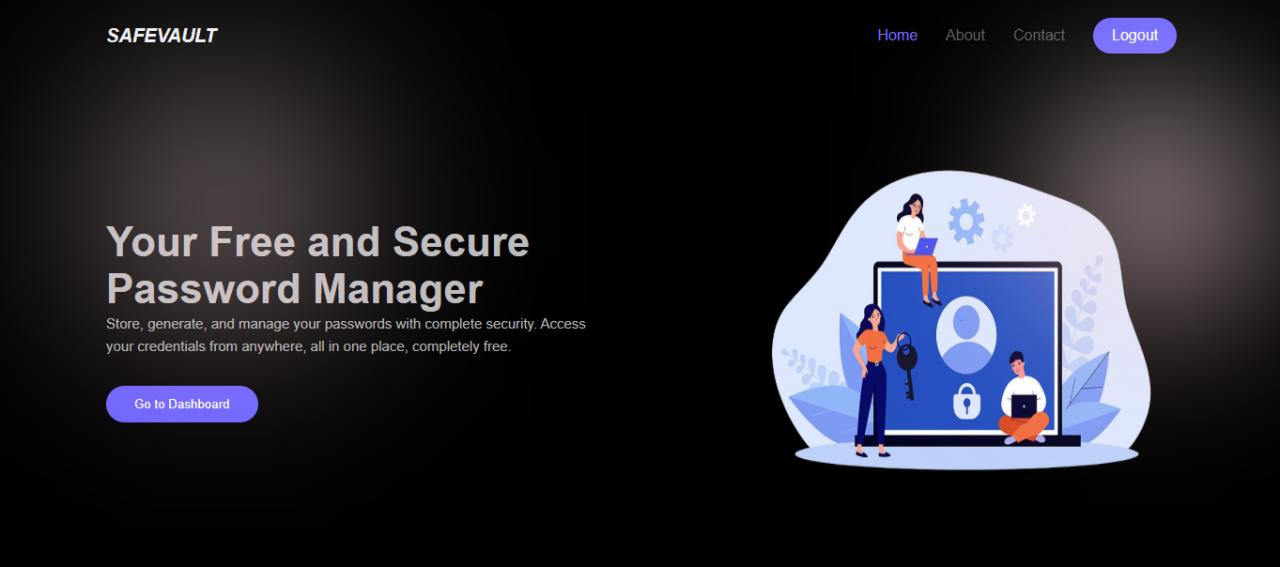 SAFEVAULT
Home About Contact Logout
Your Free and Secure
Password Manager
Store, generate, and manage your passwords with complete security. Access
your credentials from anywhere, all in one place, completely free.
Go to Dashboard